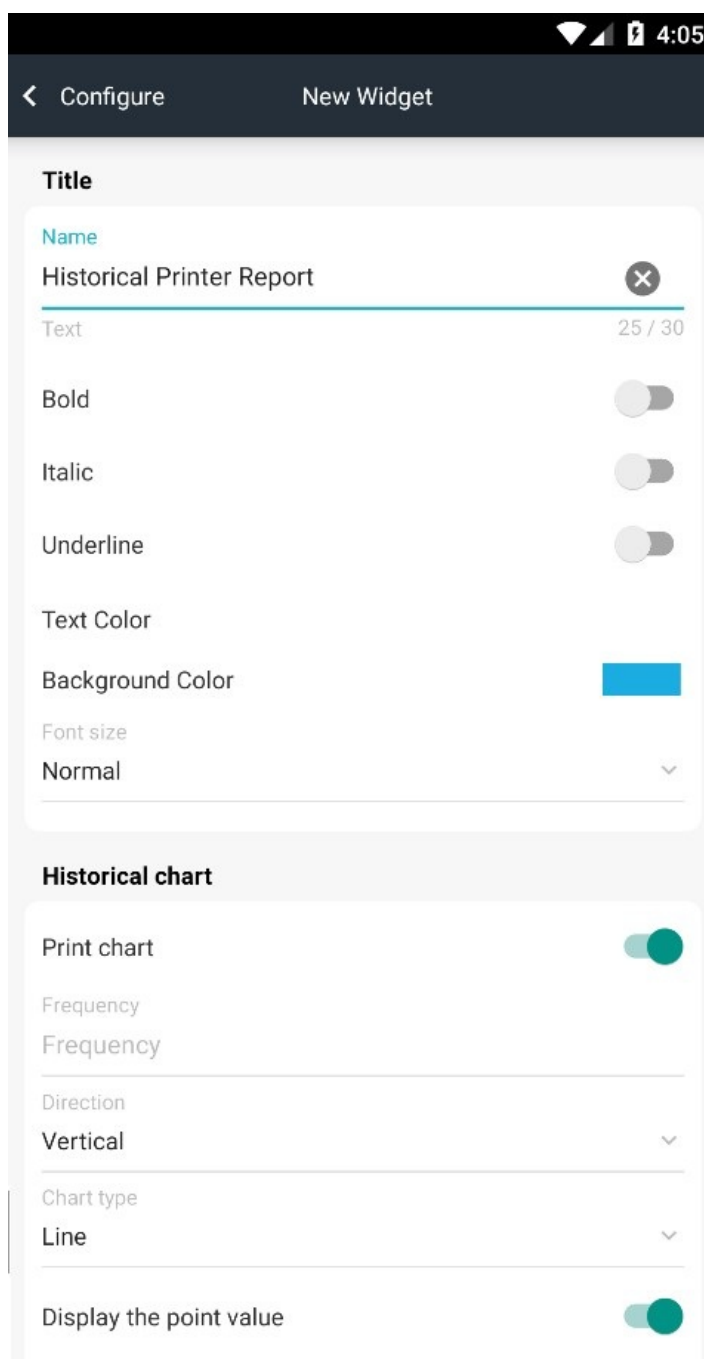 4:05
Configure New Widget
Title
Name
Historical Printer Report
Text 25 / 30
Bold
Italic
Underline
Text Color
Background Color
Font size
Normal
Historical chart
Print chart
Frequency
Frequency
Direction
Vertical
Chart type
Line
Display the point value